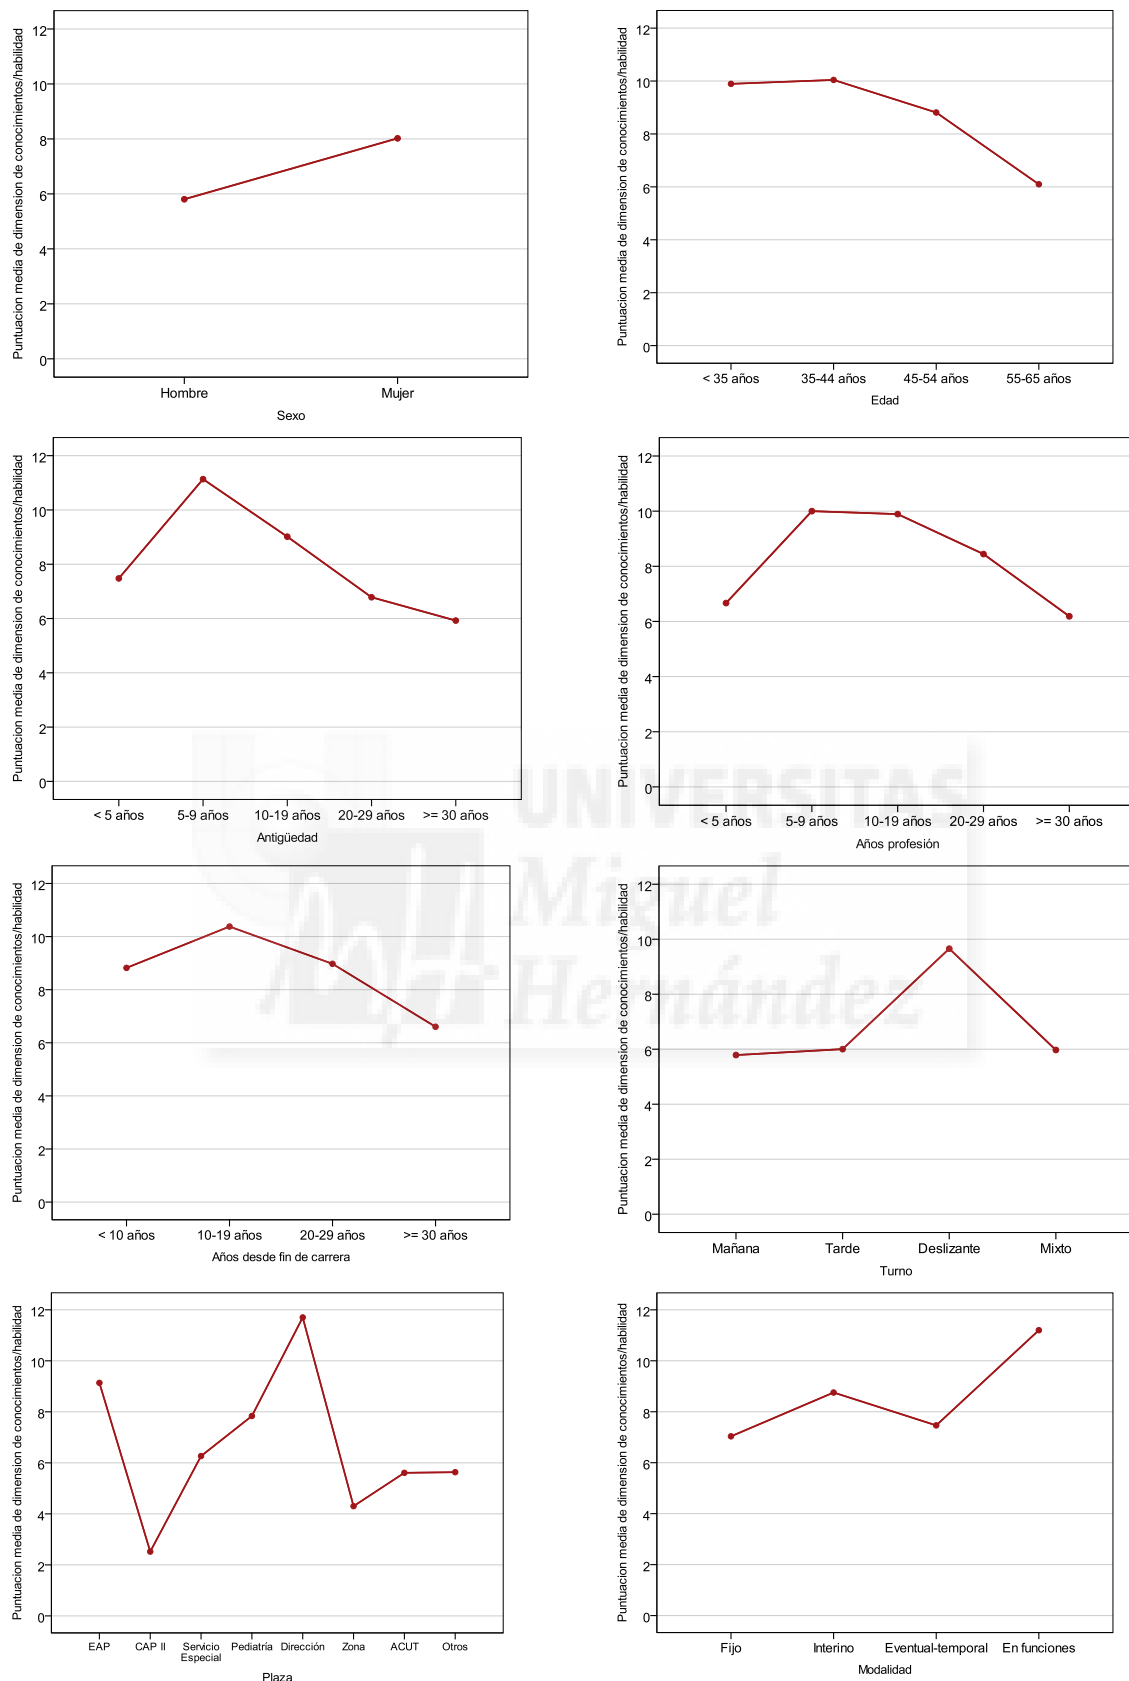 Puntuacion media de dimension de conocimientos/habilidad
12
10
8
6
4
2
0
Hombre Mujer
Sexo
Puntuacion media de dimension de conocimientos/habilidad
12
10
8
6
4
2
0
< 35 años 35-44 años 45-54 años 55-65 años
Edad
Puntuacion media de dimension de conocimientos/habilidad
12
10
8
6
4
2
0
< 5 años 5-9 años 10-19 años 20-29 años >= 30 años
Antigüedad
Puntuacion media de dimension de conocimientos/habilidad
12
10
8
6
4
2
0
< 5 años 5-9 años 10-19 años 20-29 años >= 30 años
Años profesión
UNIVERSITAS
Miguel
Hernández
Puntuacion media de dimension de conocimientos/habilidad
12
10
8
6
4
2
0
< 10 años 10-19 años 20-29 años >= 30 años
Años desde fin de carrera
Puntuacion media de dimension de conocimientos/habilidad
12
10
8
6
4
2
0
Mañana Tarde Deslizante Mixto
Turno
Puntuacion media de dimension de conocimientos/habilidad
12
10
8
6
4
2
0
EAP CAP II Servicio Pediatría Dirección Zona ACUT Otros
Especial
Plaza
Puntuacion media de dimension de conocimientos/habilidad
12
10
8
6
4
2
0
Fijo Interino Eventual-temporal En funciones
Modalidad